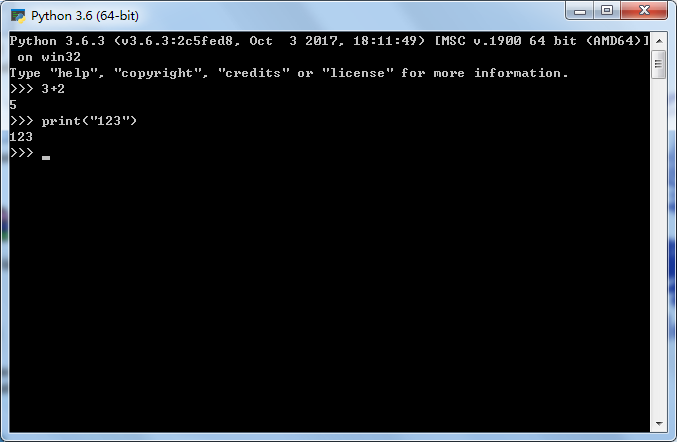 Python 3.6 (64-bit)
Python 3.6.3 (v3.6.3:2c5fed8, Oct  3 2017, 18:11:49) [MSC v.1900 64 bit (AMD64)]
 on win32
Type "help", "copyright", "credits" or "license" for more information.
>>> 3+2
5
>>> print("123")
123
>>> _